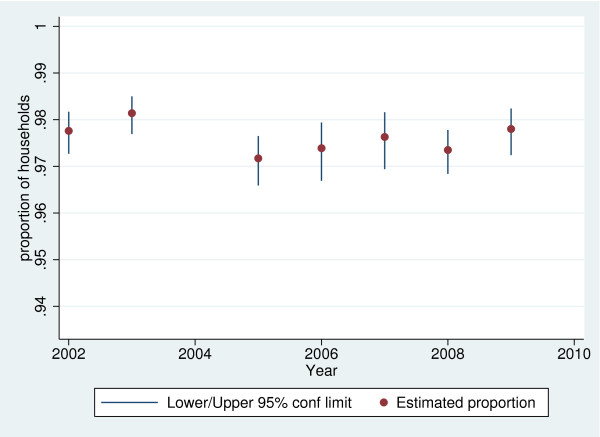 1
.99
.98
.97
.96
.95
.94
proportion of households
2002 2004 2006 2008 2010
Year
Lower/Upper 95% conf limit Estimated proportion